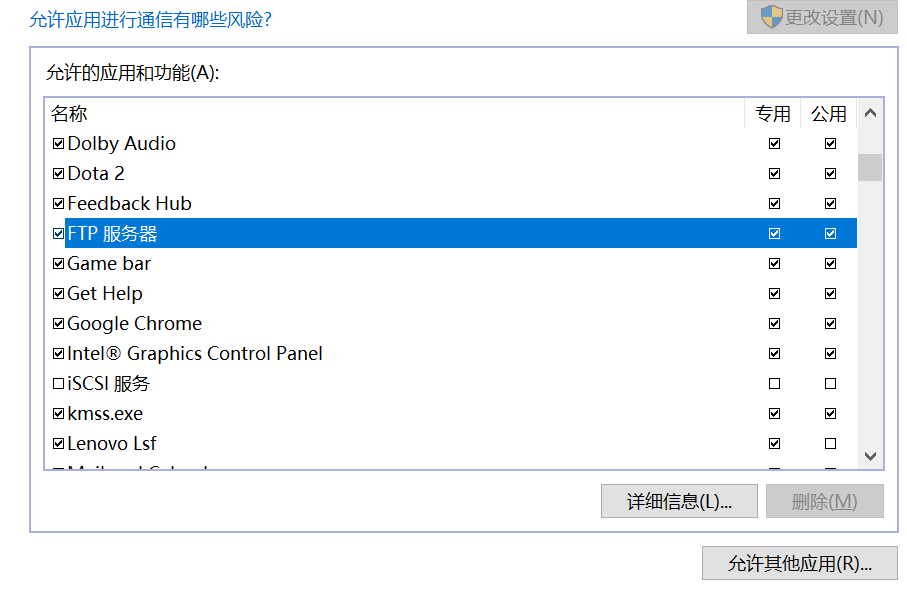 允许应用进行通信有哪些风险?
更改设置(N)
允许的应用和功能(A):
名称 专用 公用
Dolby Audio
Dota 2
Feedback Hub
FTP 服务器
Game bar
Get Help
Google Chrome
Intel® Graphics Control Panel
iSCSI 服务
kmss.exe
Lenovo Lsf
详细信息(L)... 删除(M)
允许其他应用(R)...